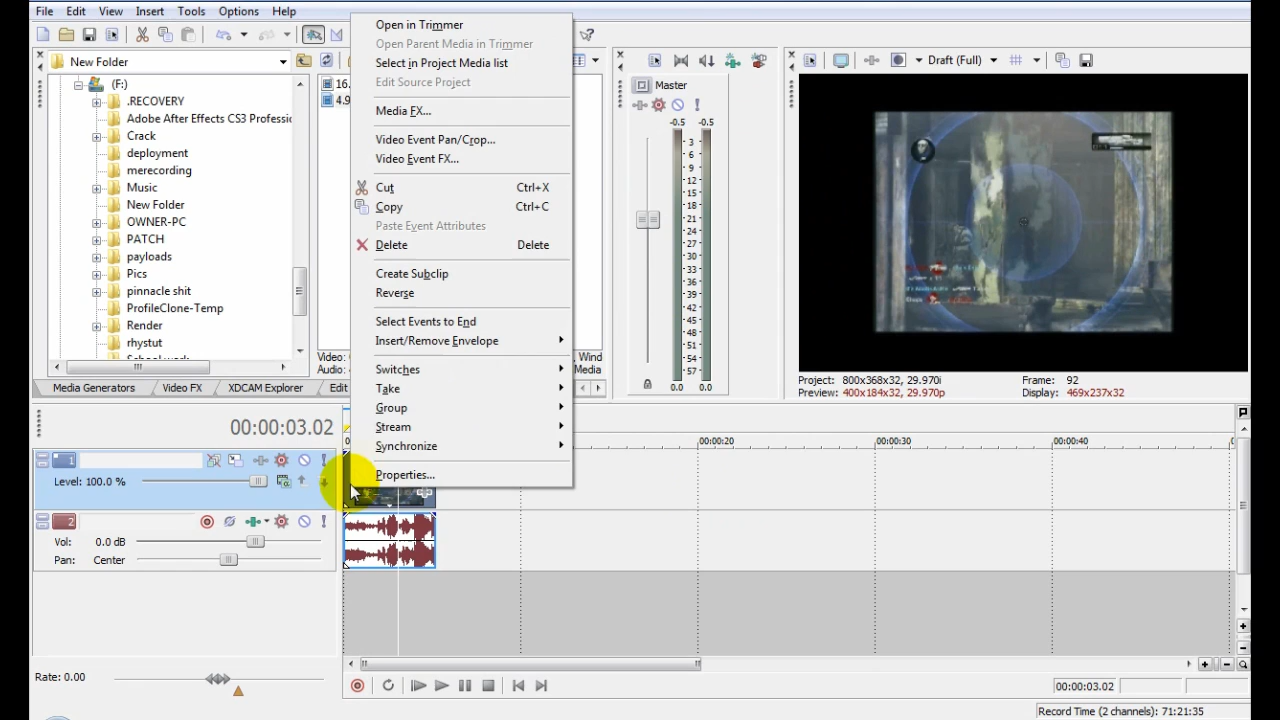 File Edit View Insert Tools Options Help
New Folder
(F:)
.RECOVERY
Adobe After Effects CS3 Professic
Crack
deployment
merecording
Music
New Folder
OWNER-PC
PATCH
payloads
Pics
pinnacle shit
ProfileClone-Temp
Render
rhystut
School work
16.
4.9
Video:
Audio:
, Wind
Media
Media Generators Video FX XDCAM Explorer Edit
Open in Trimmer
Open Parent Media in Trimmer
Select in Project Media list
Edit Source Project
Media FX...
Video Event Pan/Crop...
Video Event FX...
Cut Ctrl+X
Copy Ctrl+C
Paste Event Attributes
Delete Delete
Create Subclip
Reverse
Select Events to End
Insert/Remove Envelope
Switches
Take
Group
Stream
Synchronize
Properties...
Master
-0.5 -0.5
- 3 -
- 6 -
- 9 -
-12-
-15-
-18-
-21-
-24-
-27-
-30-
-33-
-36-
-39-
-42-
-45-
-48-
-51-
-54-
-57-
0.0 0.0
Draft (Full)
Project: 800x368x32, 29.970i
Preview: 400x184x32, 29.970p
Frame: 92
Display: 469x237x32
00:00:03.02
00:00:20 00:00:30 00:00:40
1
Level: 100.0 %
2
Vol: 0.0 dB
Pan: Center
Rate: 0.00
00:00:03.02
Record Time (2 channels): 71:21:35